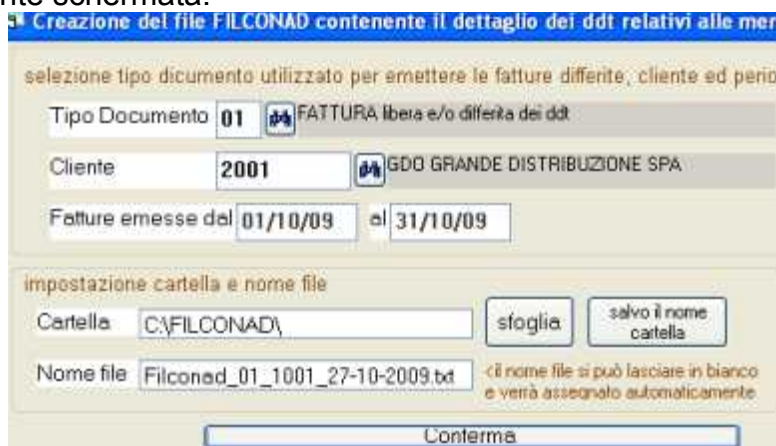 nte schermata:
Creazione del file FILCONAD contenente il dettaglio dei ddt relativi alle mer
selezione tipo dicumento utilizzato per emettere le fatture differite, cliente ed perio
Tipo Documento 01 FATTURA libera e/o differita dei ddt
Cliente 2001 GDO GRANDE DISTRIBUZIONE SPA
Fatture emesse dal 01/10/09 al 31/10/09
impostazione cartella e nome file
Cartella C:\FILCONAD\ sfoglia salvo il nome
cartella
Nome file Filconad_01_1001_27-10-2009.txt <il nome file si può lasciare in bianco
e verrà assegnato automaticamente
Conferma